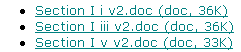 Section I i v2.doc (doc, 36K)
Section I iii v2.doc (doc, 36K)
Section I v v2.doc (doc, 33K)